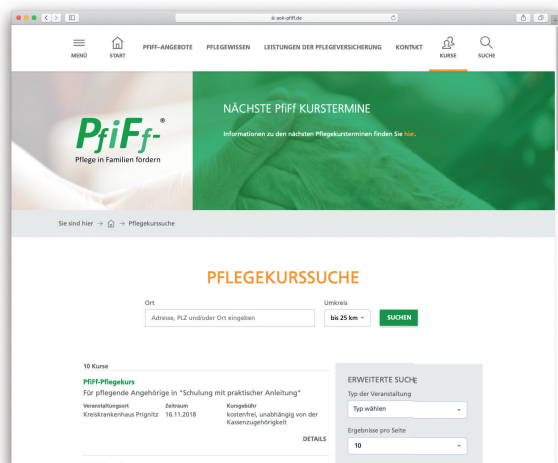 aok-pfiff.de
MENÜ
START
PFIFF–ANGEBOTE
PFLEGEWISSEN
LEISTUNGEN DER PFLEGEVERSICHERUNG
KONTAKT
KURSE
SUCHE
PfiFf-®
Pflege in Familien fördern
NÄCHSTE PfiFf KURSTERMINE
Informationen zu den nächsten Pflegekursterminen finden Sie hier.
Sie sind hier → → Pflegekurssuche
PFLEGEKURSSUCHE
Ort
Umkreis
Adresse, PLZ und/oder Ort eingeben
bis 25 km
SUCHEN
10 Kurse
PfiFf-Pflegekurs
Für pflegende Angehörige in "Schulung mit praktischer Anleitung"
Veranstaltungsort Zeitraum Kursgebühr
Kreiskrankenhaus Prignitz 16.11.2018 kostenfrei, unabhängig von der
Kassenzugehörigkeit
DETAILS
ERWEITERTE SUCHE
Typ der Veranstaltung
Typ wählen
Ergebnisse pro Seite
10